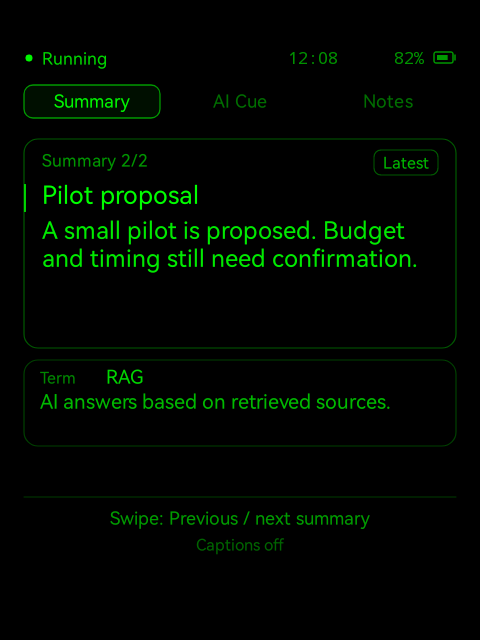 Running 12:08 82%
Summary AI Cue Notes
Summary 2/2 Latest
Pilot proposal
A small pilot is proposed. Budget
and timing still need confirmation.
Term RAG
AI answers based on retrieved sources.
Swipe: Previous / next summary
Captions off